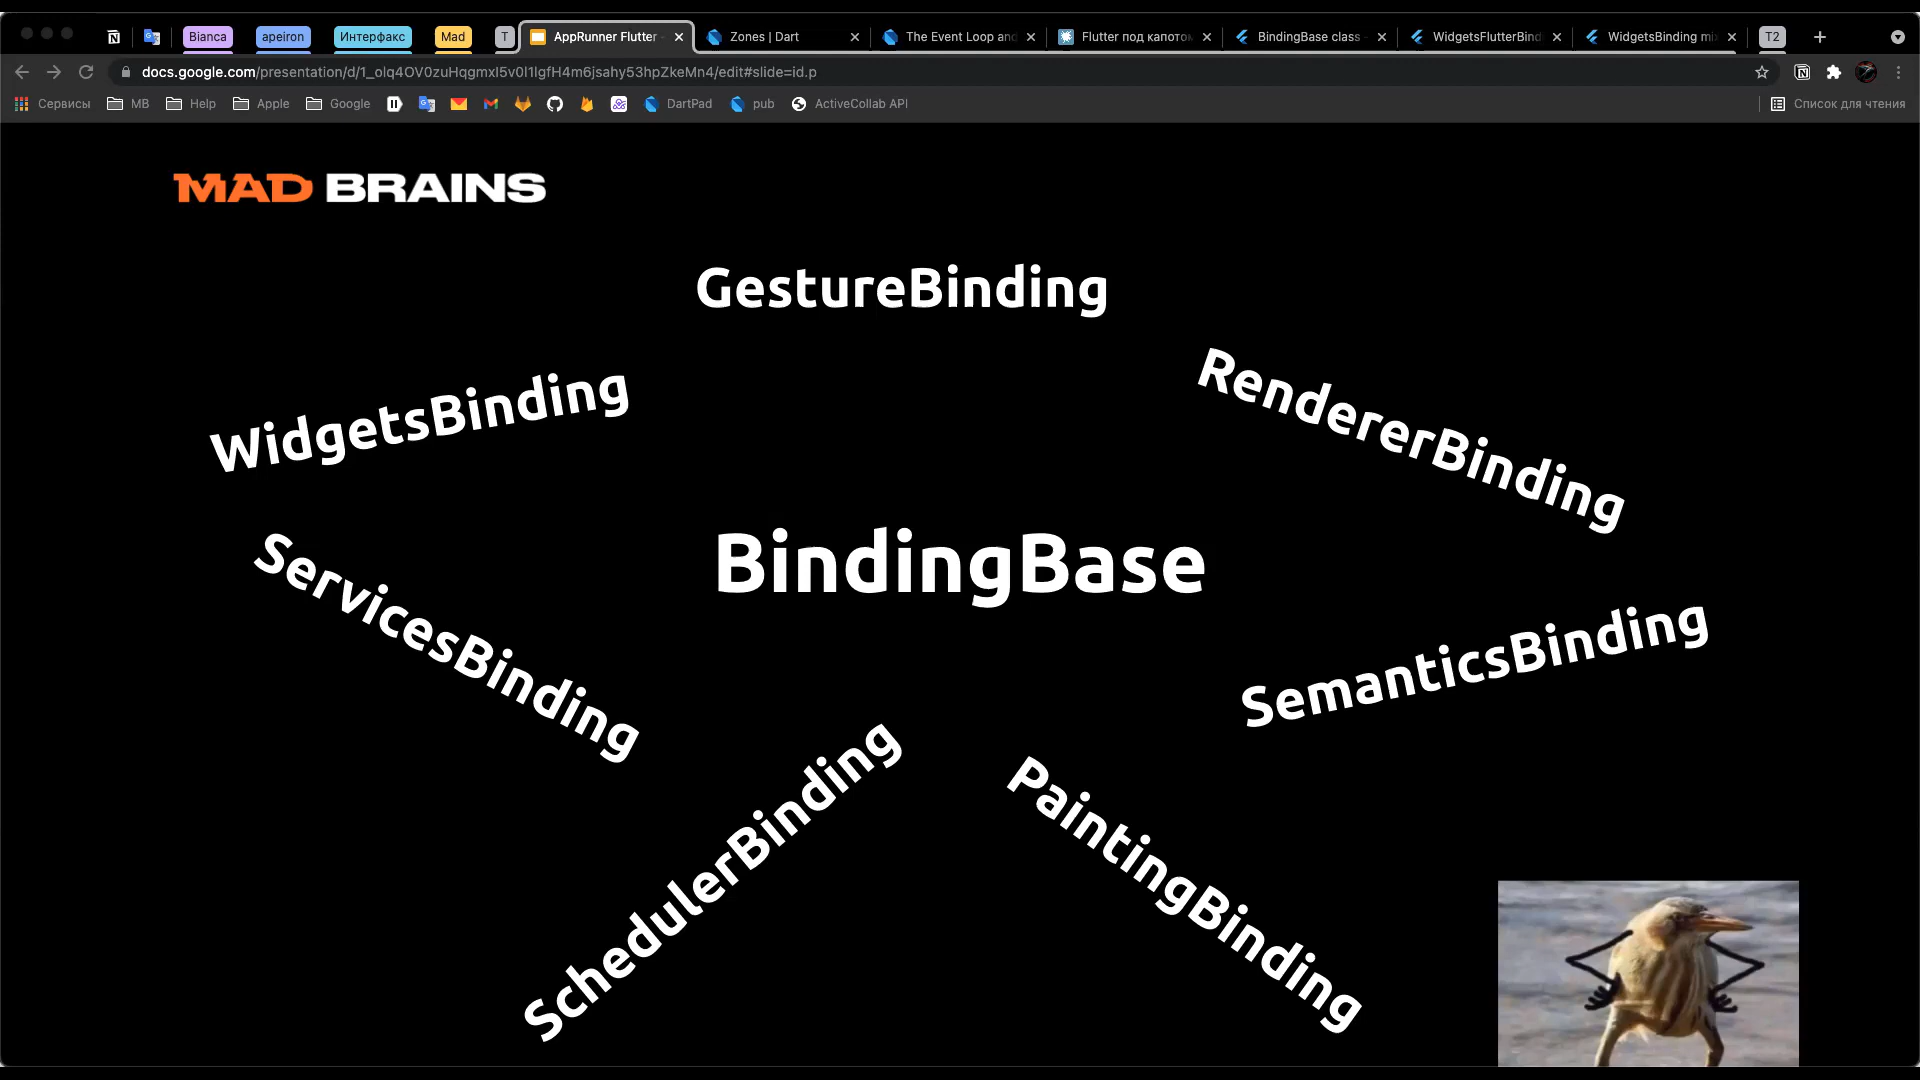 Bianca
apeiron
Интерфакс
Mad
T
AppRunner Flutter -
Zones | Dart
The Event Loop and
Flutter под капотом
BindingBase class -
WidgetsFlutterBind
WidgetsBinding mi
T2
docs.google.com/presentation/d/1_olq4OV0zuHqgmxI5v0l1lgfH4m6jsahy53hpZkeMn4/edit#slide=id.p
Сервисы
MB
Help
Apple
Google
DartPad
pub
ActiveCollab API
Список для чтения
MAD BRAINS
GestureBinding
RendererBinding
WidgetsBinding
BindingBase
ServicesBinding
SemanticsBinding
SchedulerBinding
PaintingBinding